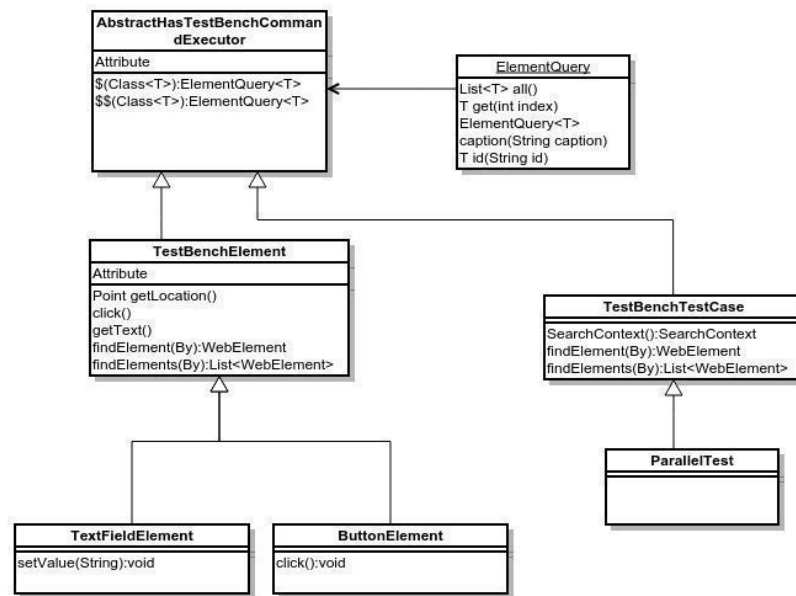 AbstractHasTestBenchComman
dExecutor
Attribute
$(Class<T>):ElementQuery<T>
$$(Class<T>):ElementQuery<T>
ElementQuery
List<T> all()
T get(int index)
ElementQuery<T>
caption(String caption)
T id(String id)
TestBenchElement
Attribute
Point getLocation()
click()
getText()
findElement(By):WebElement
findElements(By):List<WebElement>
TestBenchTestCase
SearchContext():SearchContext
findElement(By):WebElement
findElements(By):List<WebElement>
ParallelTest
TextFieldElement
setValue(String):void
ButtonElement
click():void